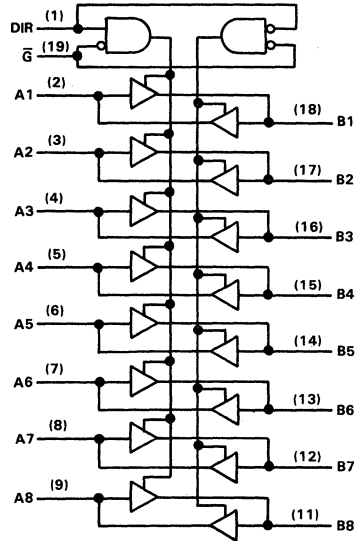 DIR (1)
G̅ (19)
A1 (2)
(18) B1
A2 (3)
(17) B2
A3 (4)
(16) B3
A4 (5)
(15) B4
A5 (6)
(14) B5
A6 (7)
(13) B6
A7 (8)
(12) B7
A8 (9)
(11) B8